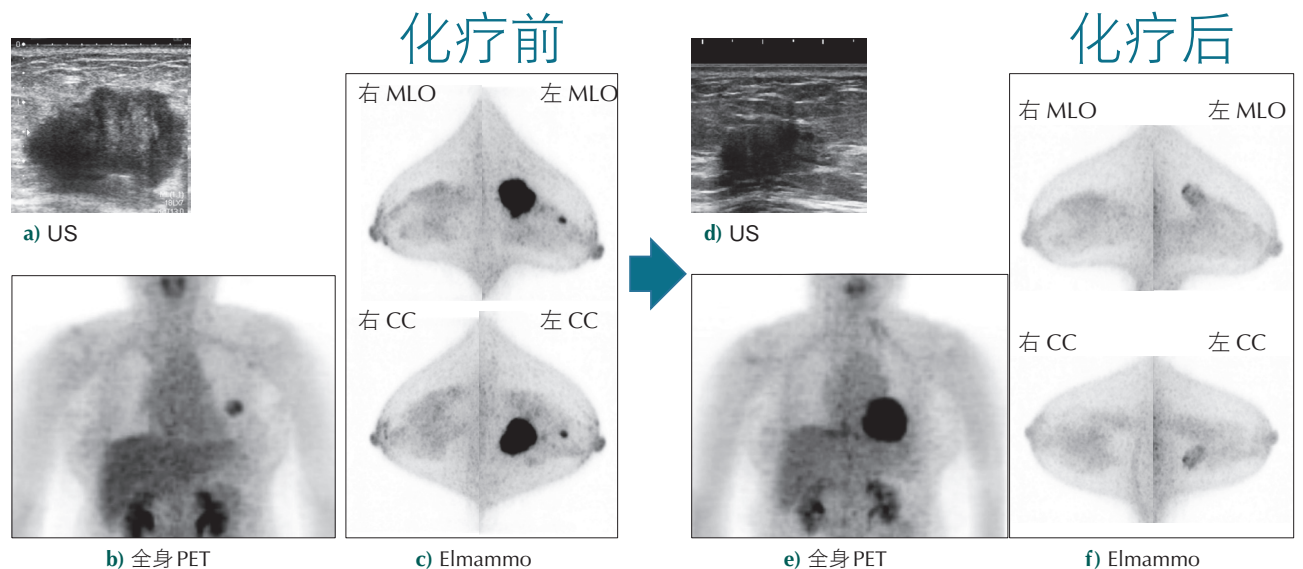 化疗前
化疗后
右 MLO
左 MLO
a) US
右 CC
左 CC
b) 全身PET
c) Elmammo
右 MLO
左 MLO
d) US
右 CC
左 CC
e) 全身PET
f) Elmammo